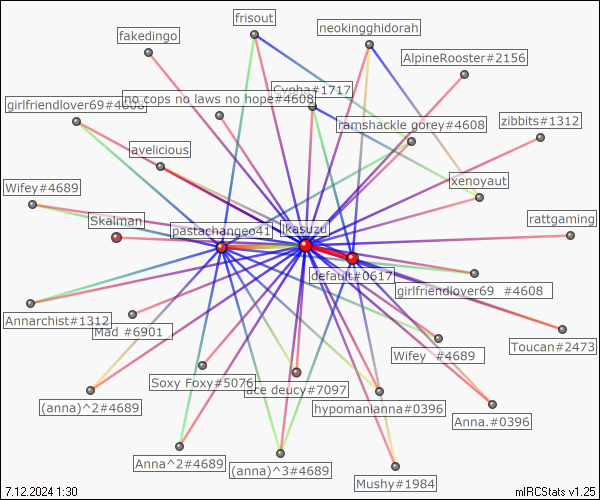 frisout
neokingghidorah
fakedingo
AlpineRooster#2156
Cypha#1717
no cops no laws no hope#4608
girlfriendlover69#4608
ramshackle gorey#4608
zibbits#1312
avelicious
xenoyaut
Wifey#4689
Skaiman
pastachangeo41
ikasuzu
rattgaming
default#0617
girlfriendlover69 #4608
Annarchist#1312
Mad #6901
Toucan#2473
Wifey #4689
Soxy Foxy#5076
ace deucy#7097
(anna)^2#4689
hypomanianna#0396
Anna.#0396
Anna^2#4689
(anna)^3#4689
Mushy#1984
7.12.2024 1:30
mIRCStats v1.25